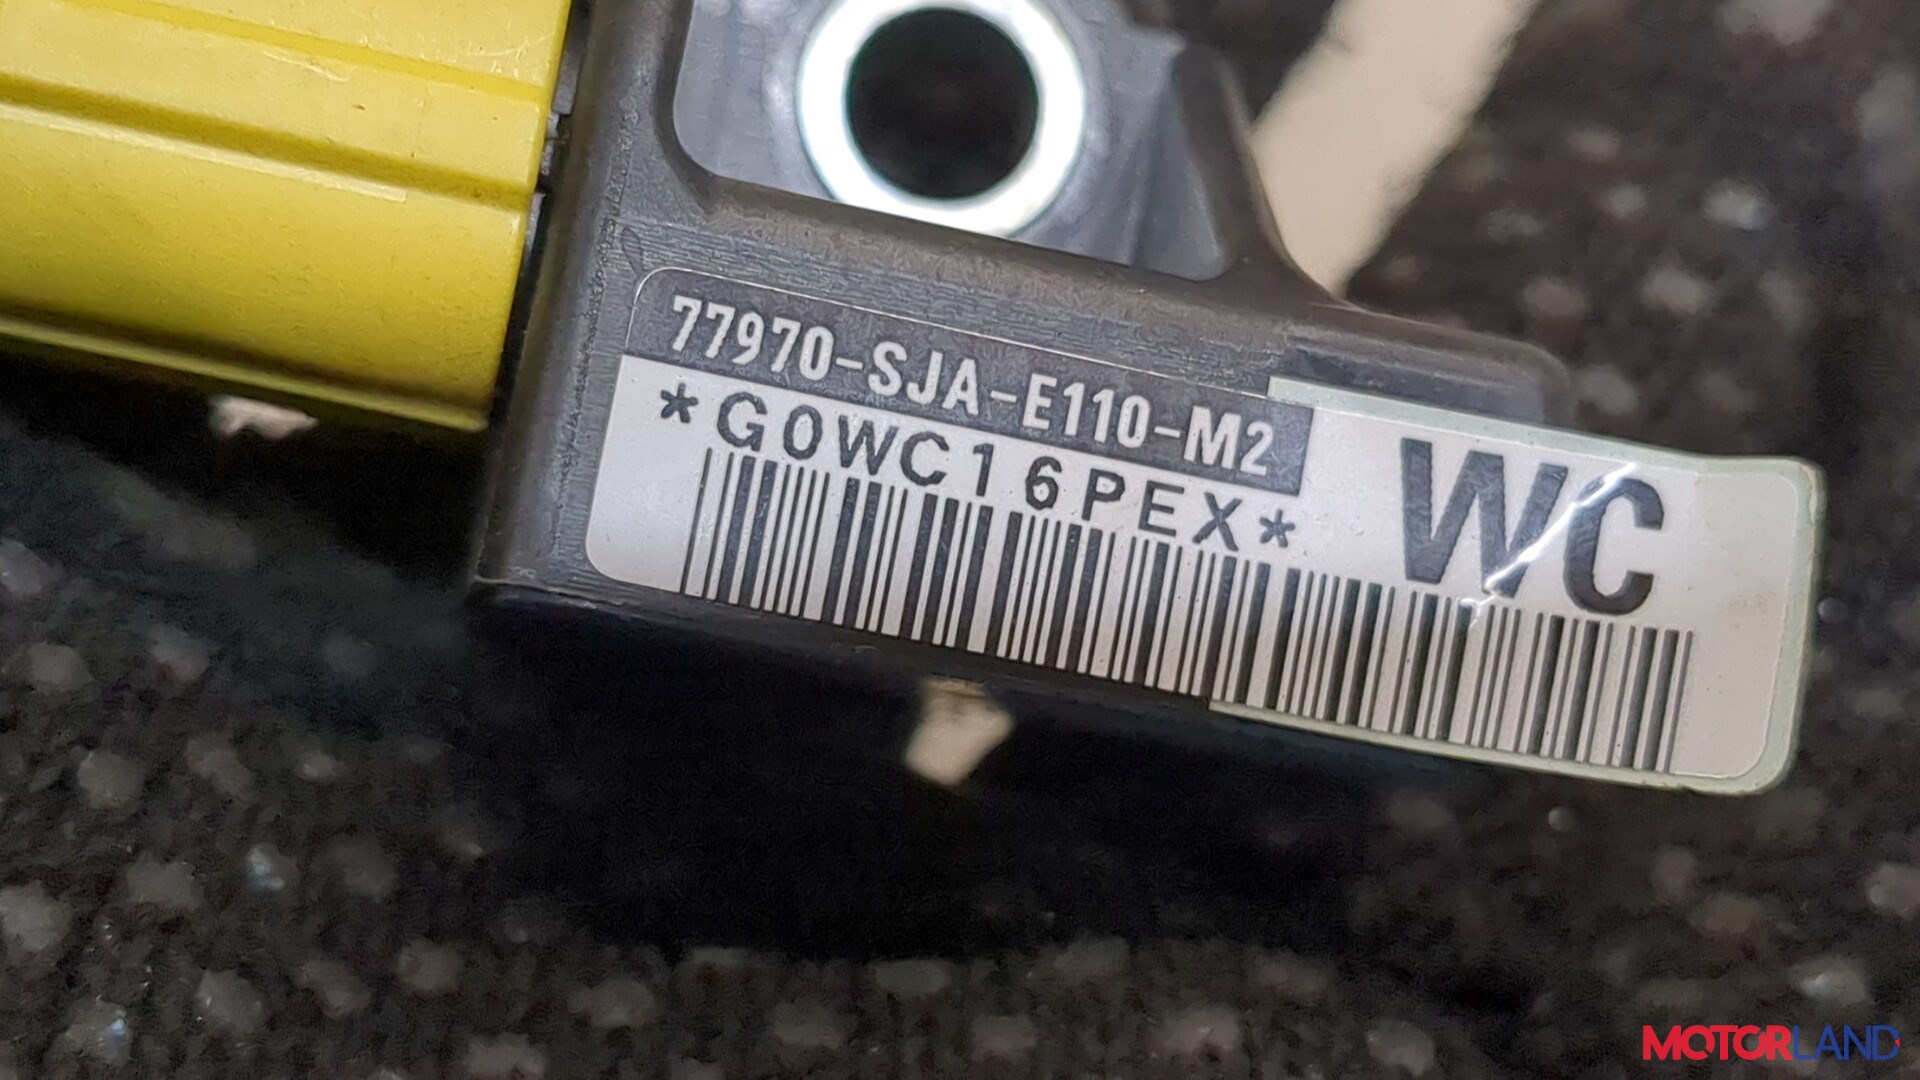 77970-SJA-E110-M2
*G0WC16PEX*
WC
MOTORLAND